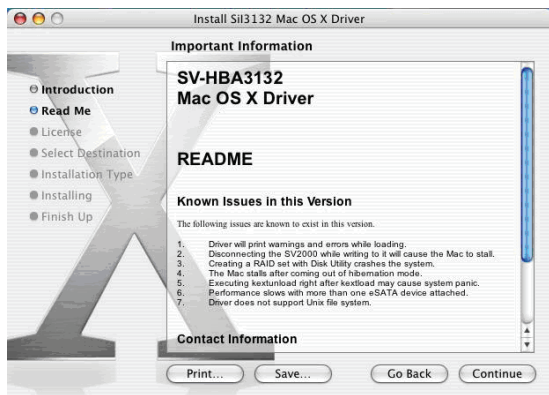 Install SiI3132 Mac OS X Driver
Important Information
Introduction
Read Me
License
Select Destination
Installation Type
Installing
Finish Up
SV-HBA3132
Mac OS X Driver
README
Known Issues in this Version
The following issues are known to exist in this version.
1. Driver will print warnings and errors while loading.
2. Disconnecting the SV2000 while writing to it will cause the Mac to stall.
3. Creating a RAID set with Disk Utility crashes the system.
4. The Mac stalls after coming out of hibernation mode.
5. Executing kextunload right after kextload may cause system panic.
6. Performance slows with more than one eSATA device attached.
7. Driver does not support Unix file system.
Contact Information
Print... Save... Go Back Continue